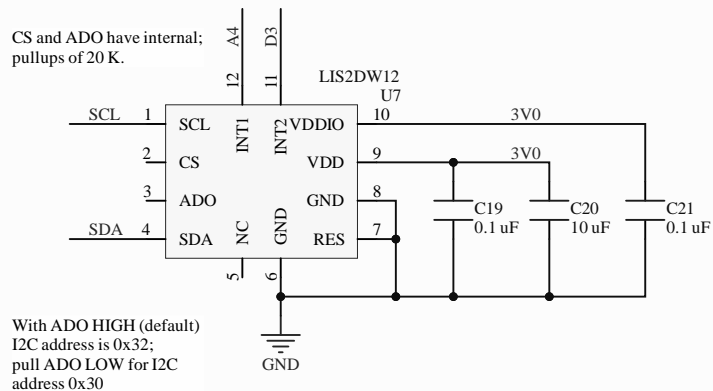 CS and ADO have internal;
pullups of 20 K.
A4
D3
12
11
LIS2DW12
U7
SCL
1
SCL
INT1
INT2
VDDIO
10
3V0
2
CS
VDD
9
3V0
3
ADO
GND
8
C19
0.1 uF
C20
10 uF
C21
0.1 uF
SDA
4
SDA
NC
GND
RES
7
5
6
GND
With ADO HIGH (default)
I2C address is 0x32;
pull ADO LOW for I2C
address 0x30